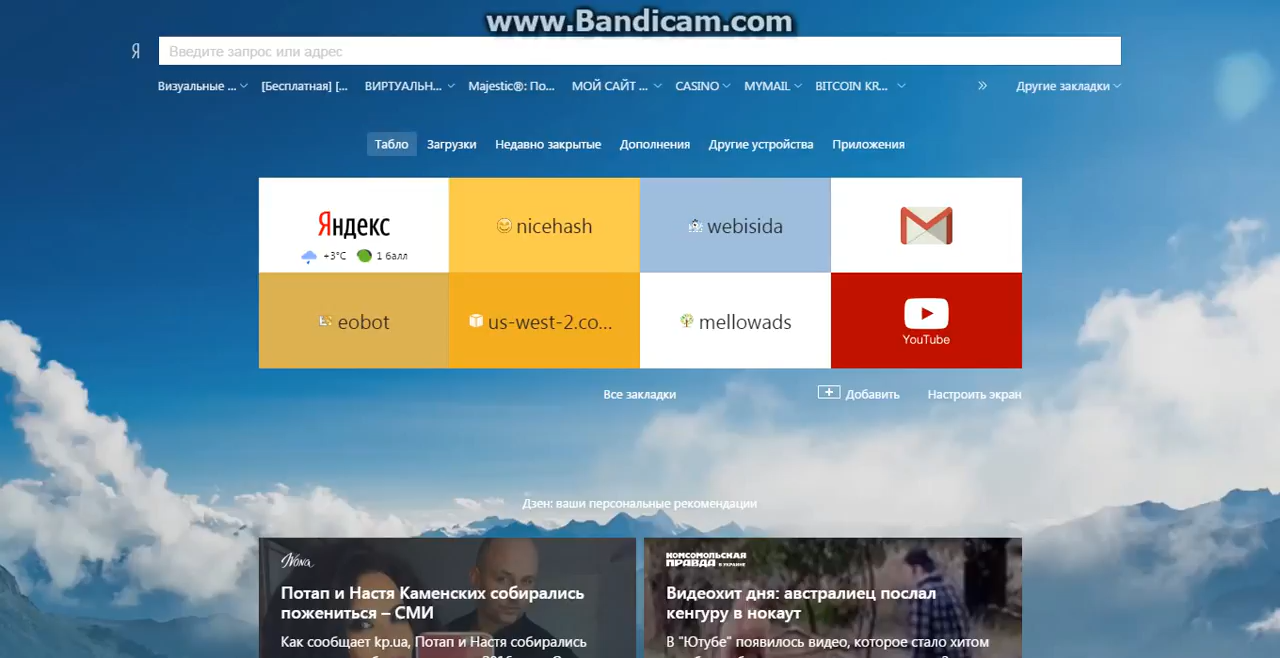 www.Bandicam.com
Я Введите запрос или адрес
Визуальные ... [Бесплатная] [... ВИРТУАЛЬН... Majestic®: По... МОЙ САЙТ ... CASINO MYMAIL BITCOIN KR... » Другие закладки
Табло Загрузки Недавно закрытые Дополнения Другие устройства Приложения
Яндекс nicehash webisida
+3°C 1 балл
eobot us-west-2.co... mellowads YouTube
Все закладки Добавить Настроить экран
Дзен: ваши персональные рекомендации
Ivona
Потап и Настя Каменских собирались
пожениться – СМИ
Как сообщает kp.ua, Потап и Настя собирались
КОМСОМОЛЬСКАЯ
ПРАВДА В УКРАИНЕ
Видеохит дня: австралиец послал
кенгуру в нокаут
В "Ютубе" появилось видео, которое стало хитом